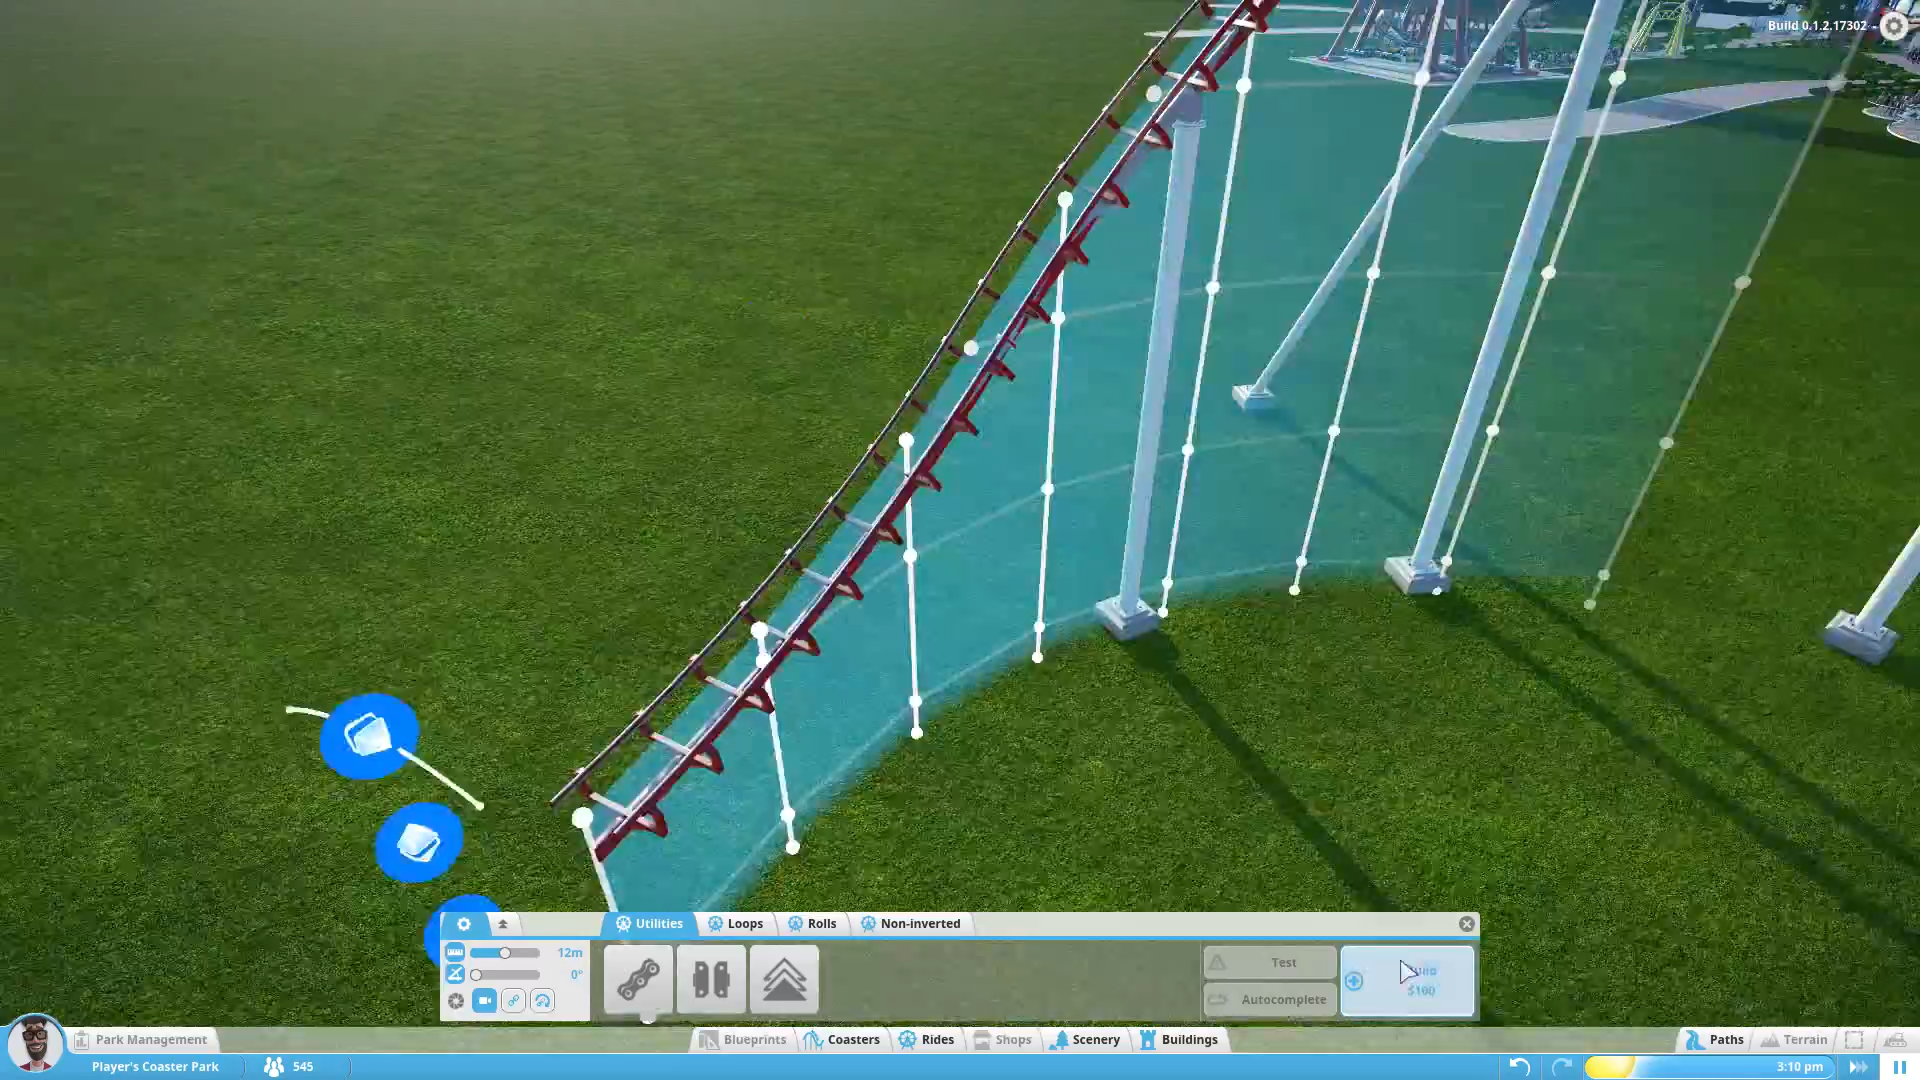 Build 0.1.2.17302 -
Utilities
Loops
Rolls
Non-inverted
12m
0°
Test
Autocomplete
$100
Park Management
Blueprints
Coasters
Rides
Shops
Scenery
Buildings
Paths
Terrain
Player's Coaster Park
545
3:10 pm